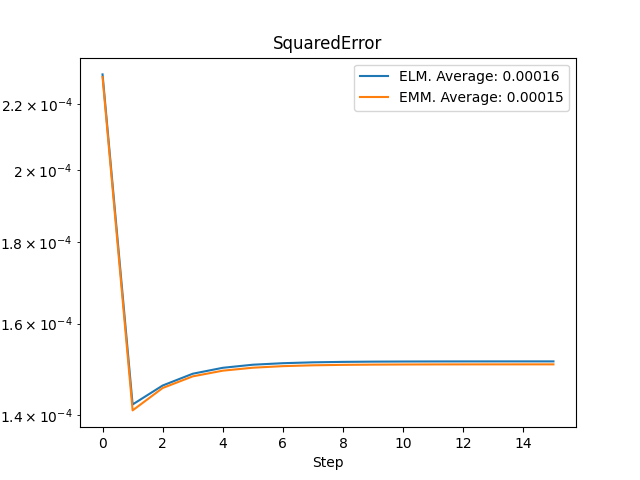 SquaredError
ELM. Average: 0.00016
EMM. Average: 0.00015
2.2 × 10⁻⁴
2 × 10⁻⁴
1.8 × 10⁻⁴
1.6 × 10⁻⁴
1.4 × 10⁻⁴
0 2 4 6 8 10 12 14
Step